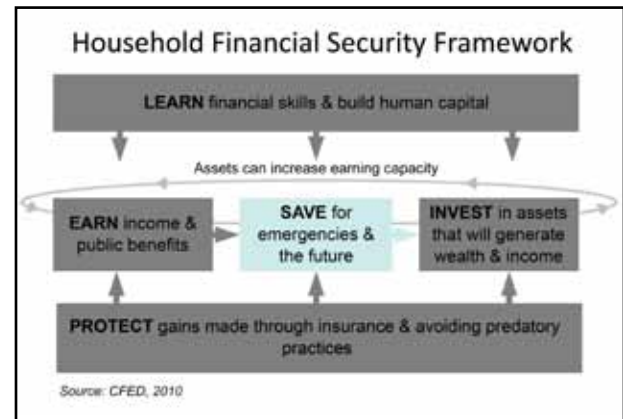 Household Financial Security Framework
LEARN financial skills & build human capital
Assets can increase earning capacity
EARN income &
public benefits
SAVE for
emergencies &
the future
INVEST in assets
that will generate
wealth & income
PROTECT gains made through insurance & avoiding predatory
practices
Source: CFED, 2010